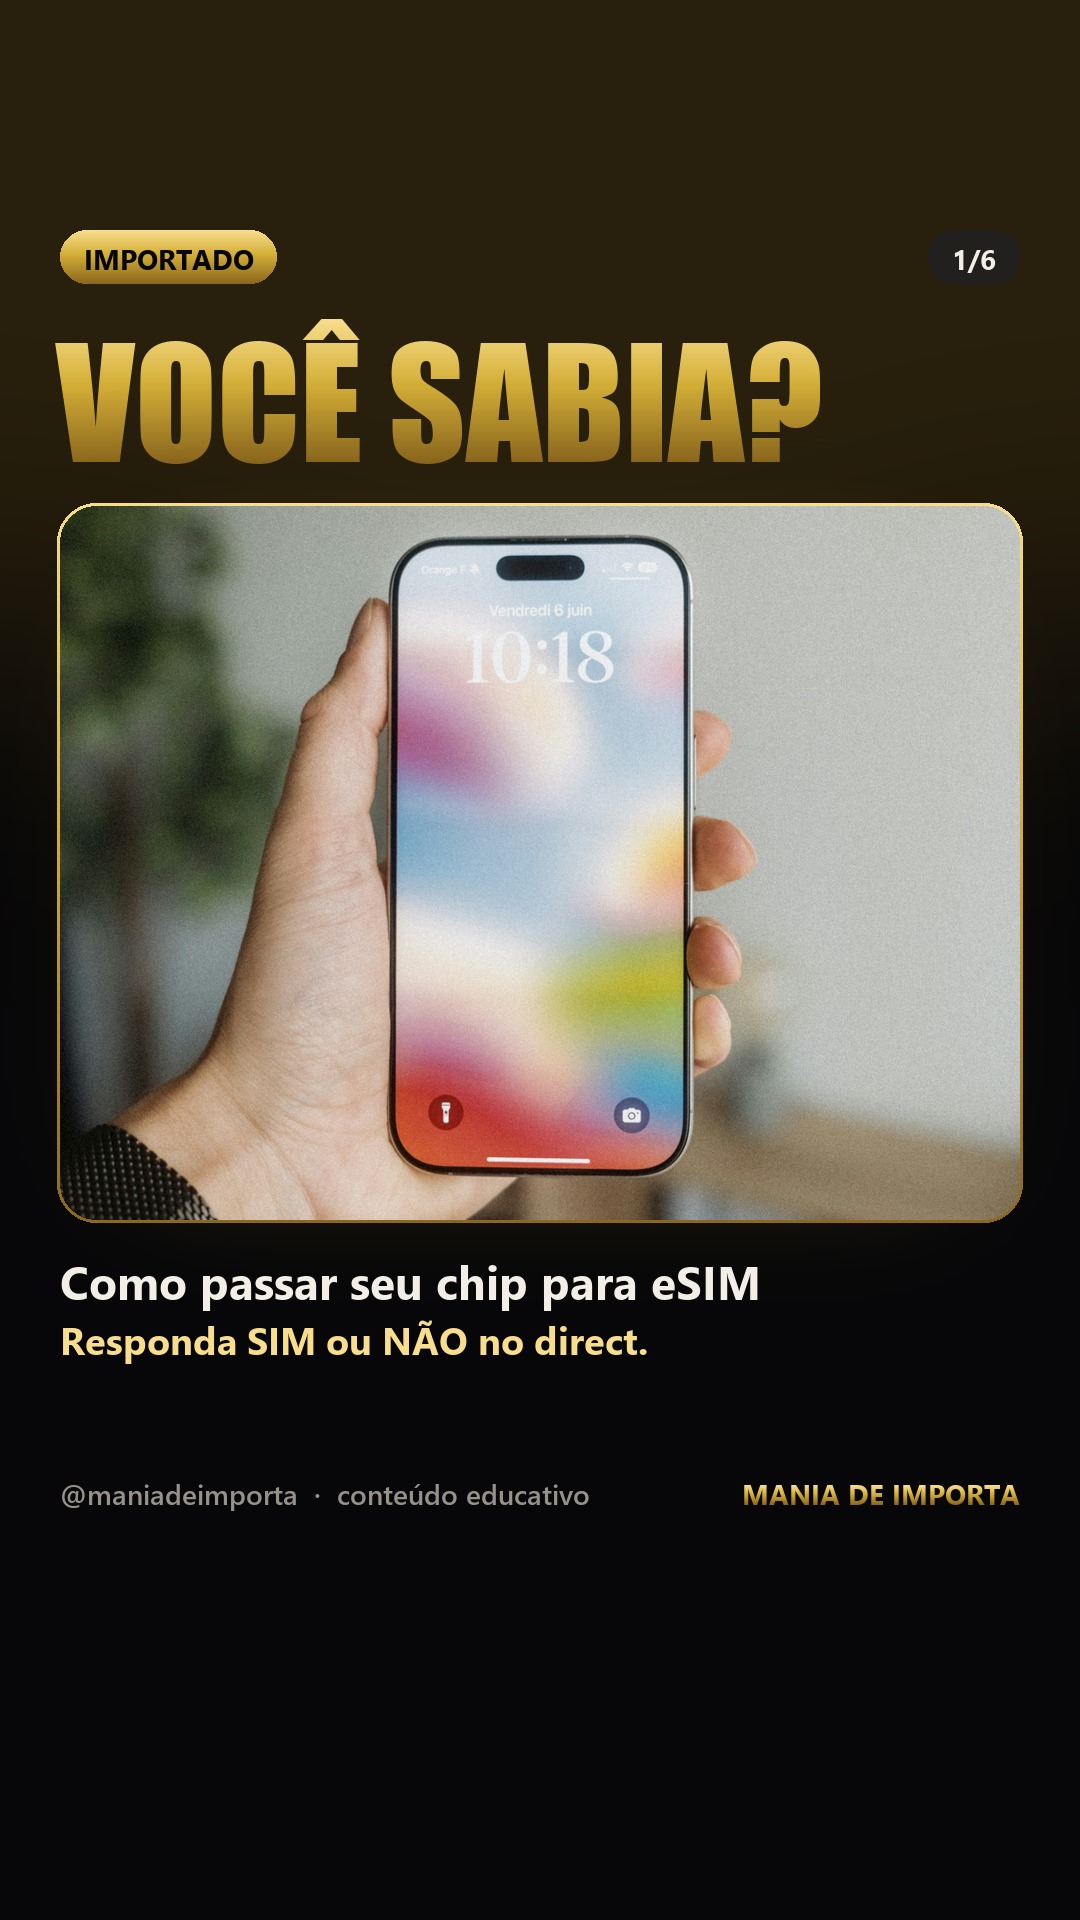 IMPORTADO
1/6
VOCÊ SABIA?
Orange F
Vendredi 6 juin
10:18
Como passar seu chip para eSIM
Responda SIM ou NÃO no direct.
@maniadeimporta · conteúdo educativo
MANIA DE IMPORTA